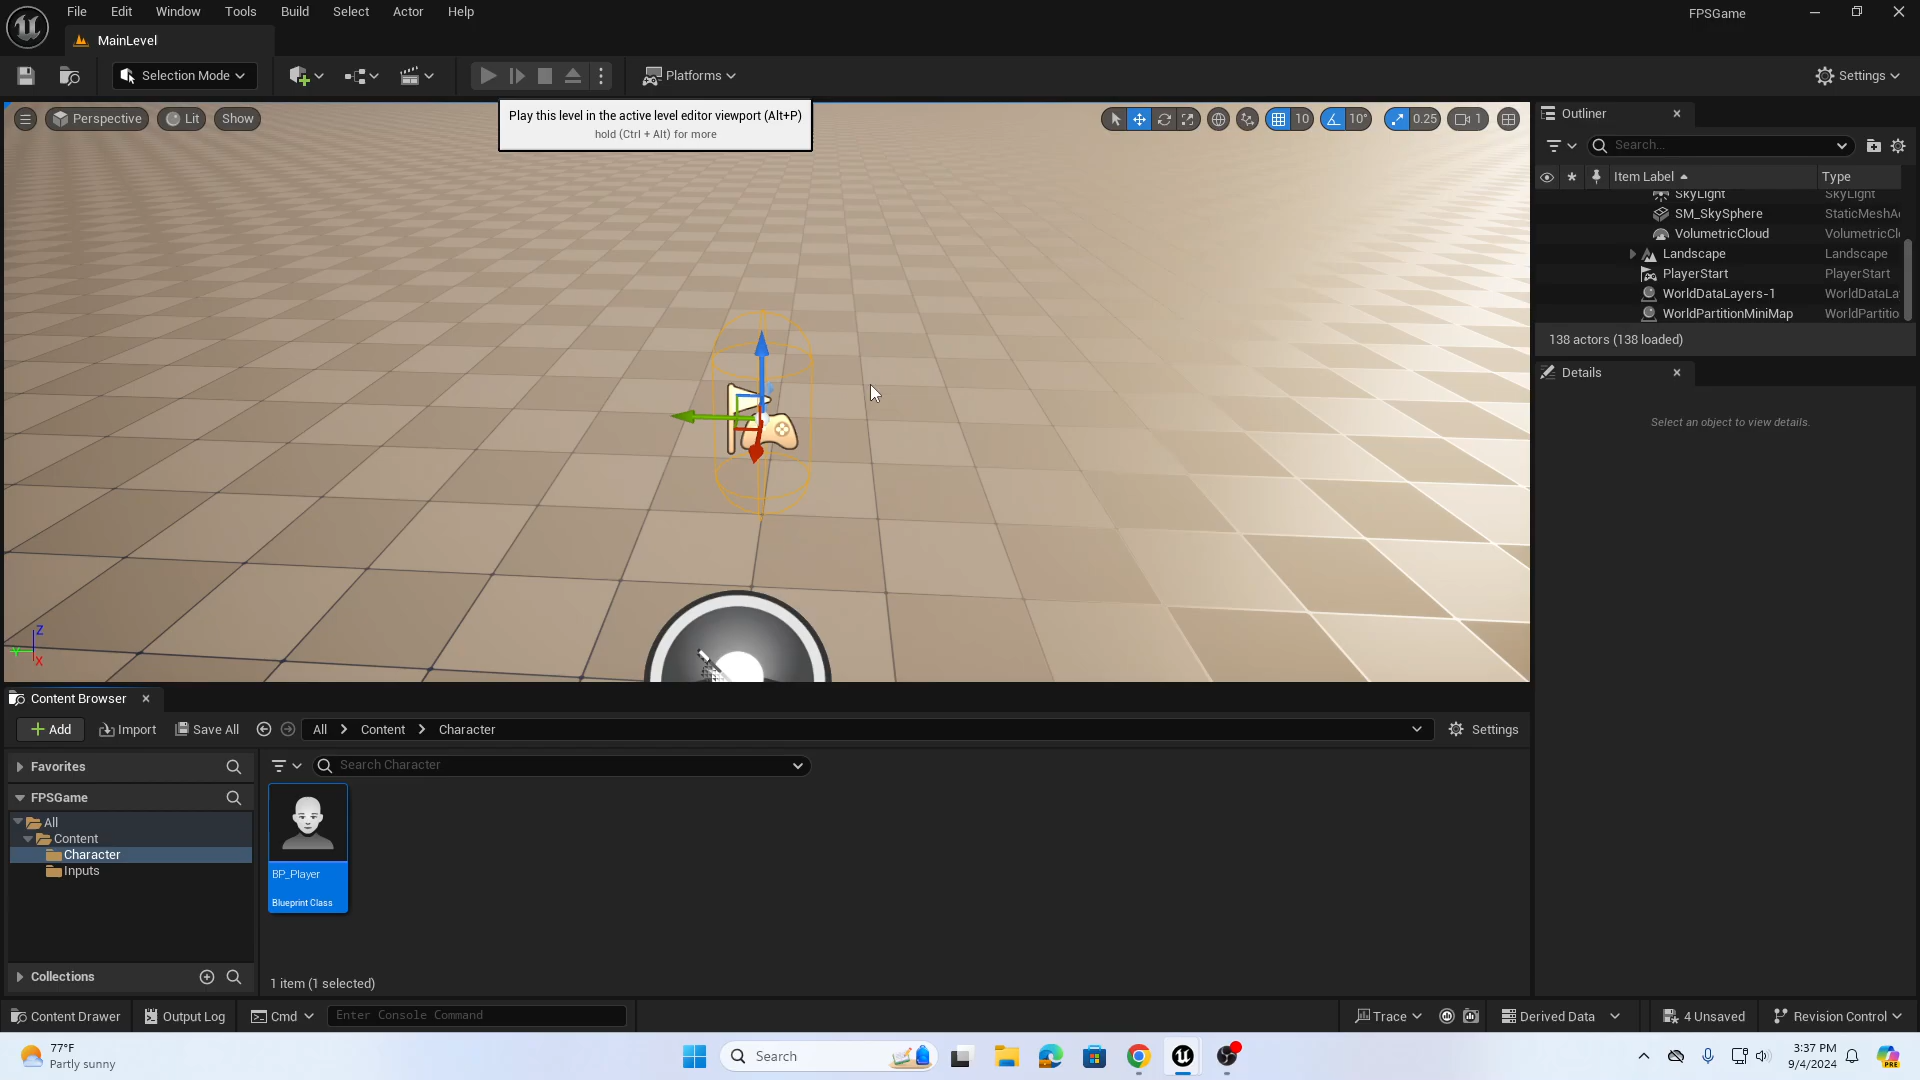 File Edit Window Tools Build Select Actor Help
FPSGame
MainLevel
Selection Mode
Platforms
Settings
Perspective Lit Show
Play this level in the active level editor viewport (Alt+P)
hold (Ctrl + Alt) for more
10 10° 0.25 1
Outliner
Search...
Item Label Type
SkyLight SkyLight
SM_SkySphere StaticMeshA
VolumetricCloud VolumetricCl
Landscape Landscape
PlayerStart PlayerStart
WorldDataLayers-1 WorldDataLa
WorldPartitionMiniMap WorldPartitio
138 actors (138 loaded)
Details
Select an object to view details.
Z
Y
X
Content Browser
Add Import Save All All Content Character Settings
Favorites
Search Character
FPSGame
All
Content
Character
Inputs
BP_Player
Blueprint Class
Collections
1 item (1 selected)
Content Drawer Output Log Cmd Enter Console Command Trace Derived Data 4 Unsaved Revision Control
77°F
Partly sunny
Search
3:37 PM
9/4/2024
PRE